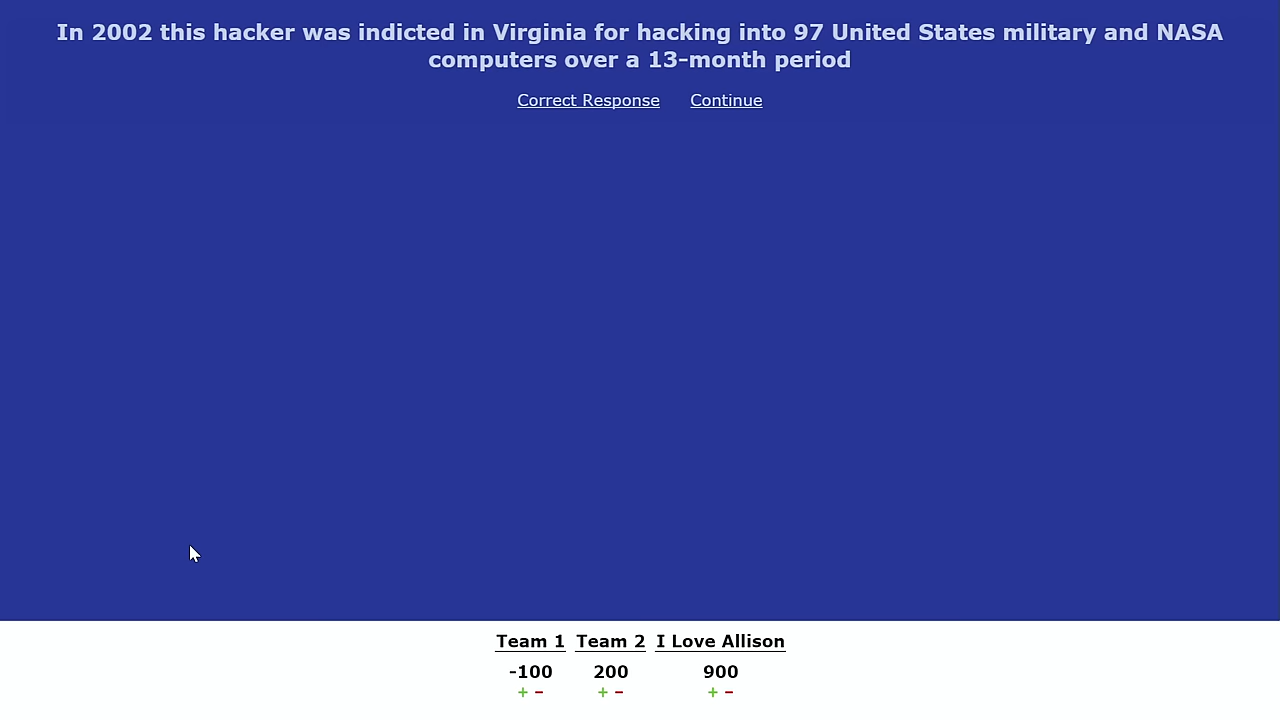 In 2002 this hacker was indicted in Virginia for hacking into 97 United States military and NASA
computers over a 13-month period
Correct Response Continue
Team 1 Team 2 I Love Allison
-100 200 900
+ − + − + −